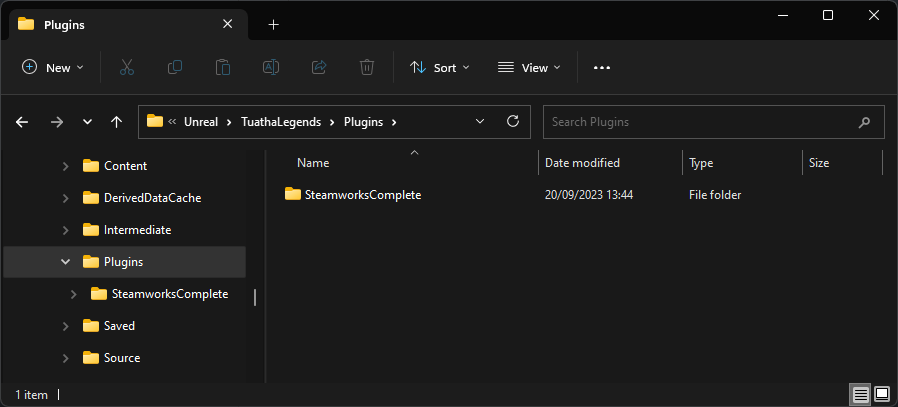 Plugins
New Sort View
« Unreal > TuathaLegends > Plugins > Search Plugins
Name Date modified Type Size
Content
DerivedDataCache
Intermediate
Plugins
SteamworksComplete
Saved
Source
SteamworksComplete 20/09/2023 13:44 File folder
1 item